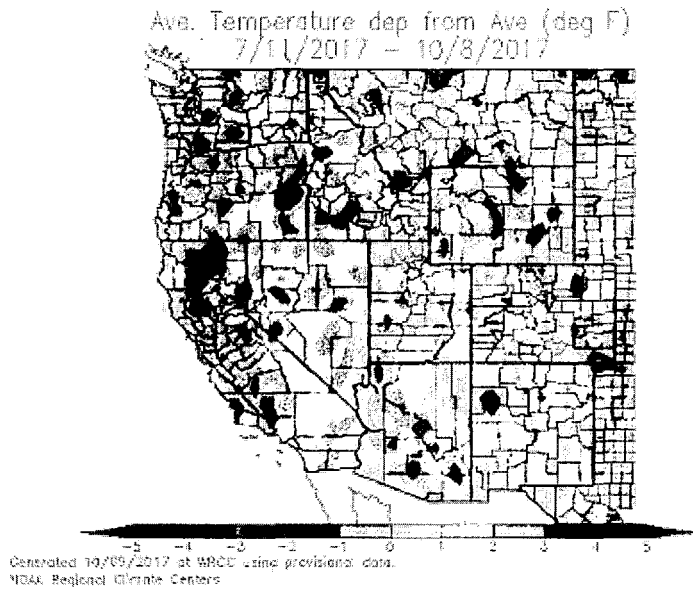 Ave. Temperature dep from Ave (deg F)
7/11/2017 – 10/8/2017
-5 -4 -3 -2 -1 0 1 2 3 4 5
Generated 10/09/2017 at WRCC using provisional data.
NOAA Regional Climate Centers